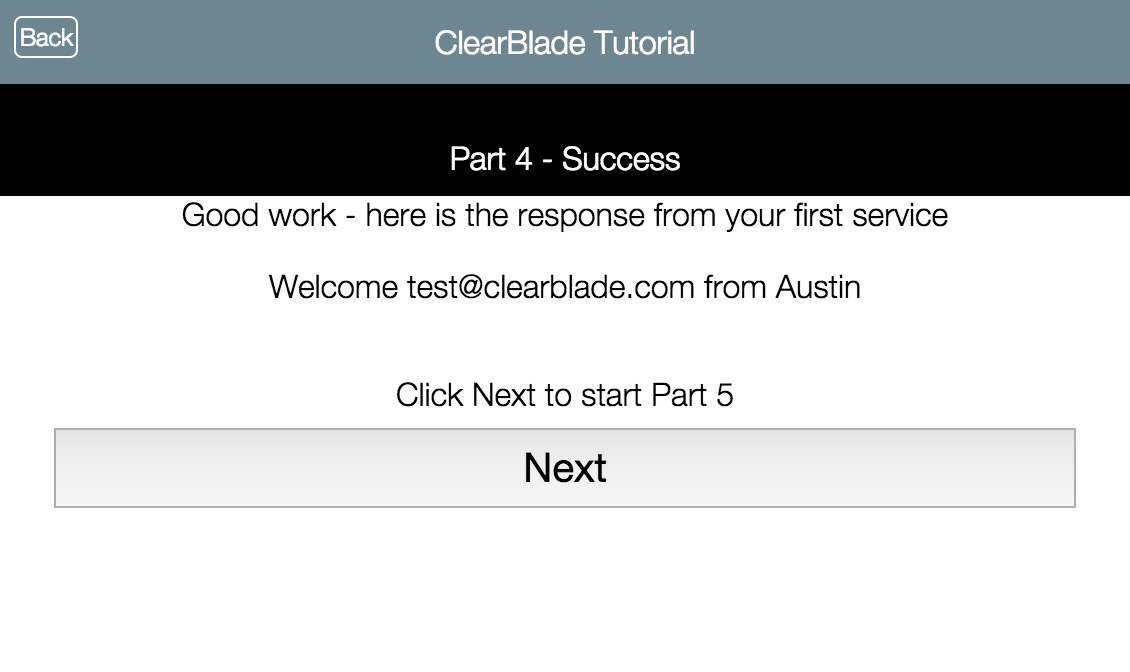 Back
ClearBlade Tutorial
Part 4 - Success
Good work - here is the response from your first service
Welcome test@clearblade.com from Austin
Click Next to start Part 5
Next